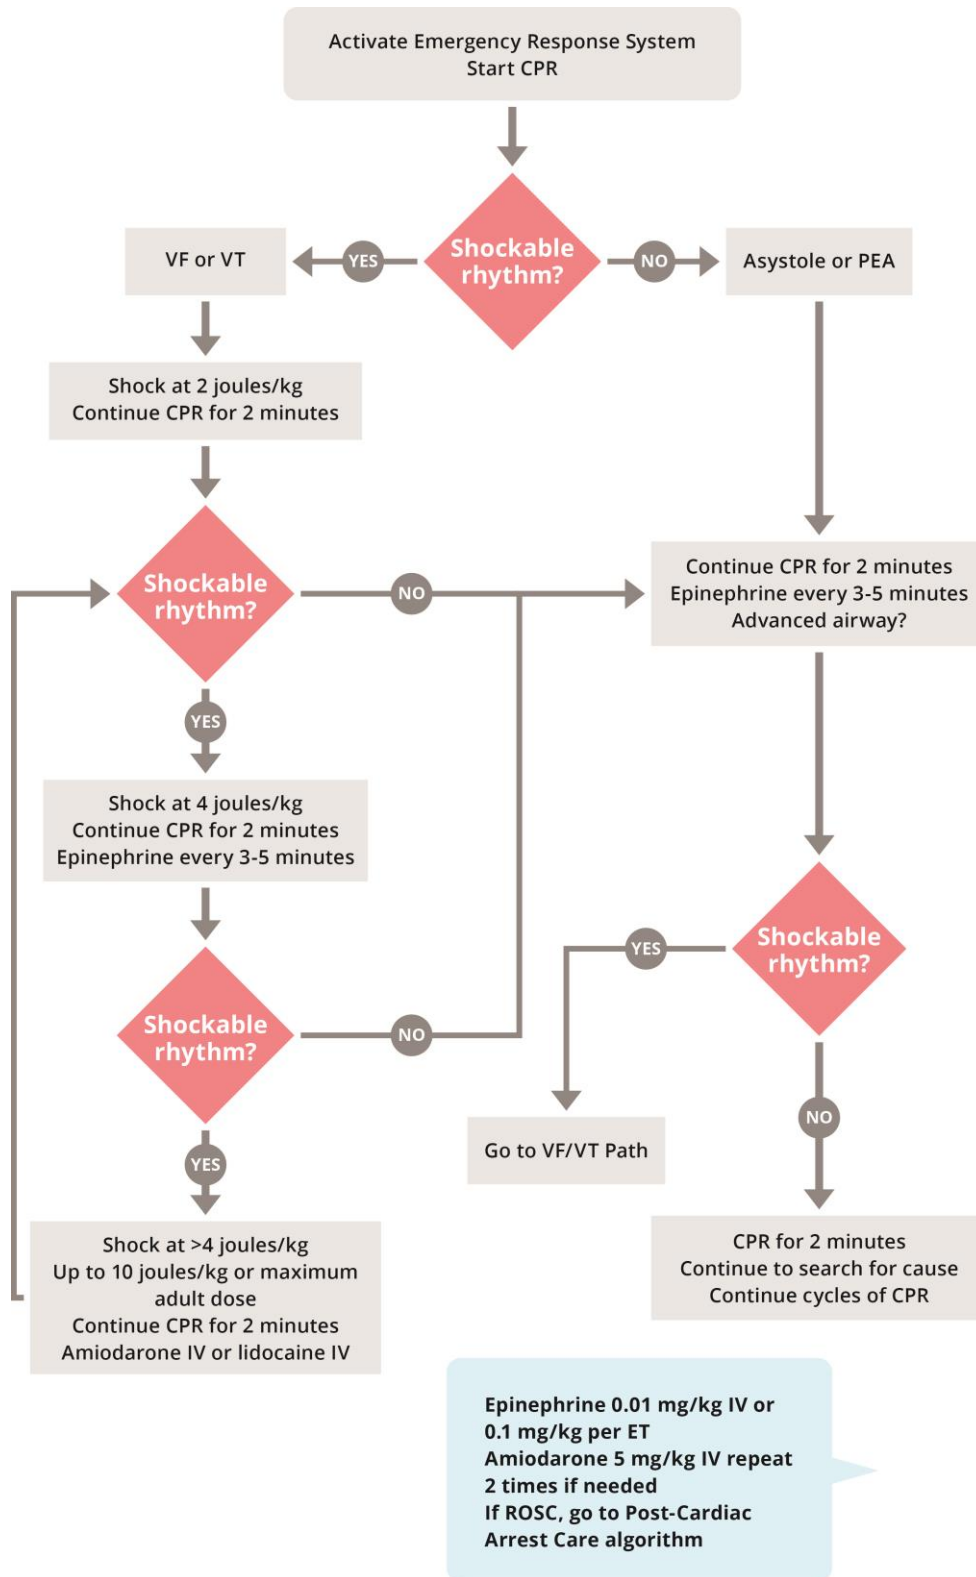 Activate Emergency Response System
Start CPR
Shockable
rhythm?
YES
NO
VF or VT
Asystole or PEA
Shock at 2 joules/kg
Continue CPR for 2 minutes
Shockable
rhythm?
NO
Continue CPR for 2 minutes
Epinephrine every 3-5 minutes
Advanced airway?
YES
Shock at 4 joules/kg
Continue CPR for 2 minutes
Epinephrine every 3-5 minutes
Shockable
rhythm?
NO
Shockable
rhythm?
YES
NO
Go to VF/VT Path
YES
Shock at >4 joules/kg
Up to 10 joules/kg or maximum
adult dose
Continue CPR for 2 minutes
Amiodarone IV or lidocaine IV
CPR for 2 minutes
Continue to search for cause
Continue cycles of CPR
Epinephrine 0.01 mg/kg IV or
0.1 mg/kg per ET
Amiodarone 5 mg/kg IV repeat
2 times if needed
If ROSC, go to Post-Cardiac
Arrest Care algorithm